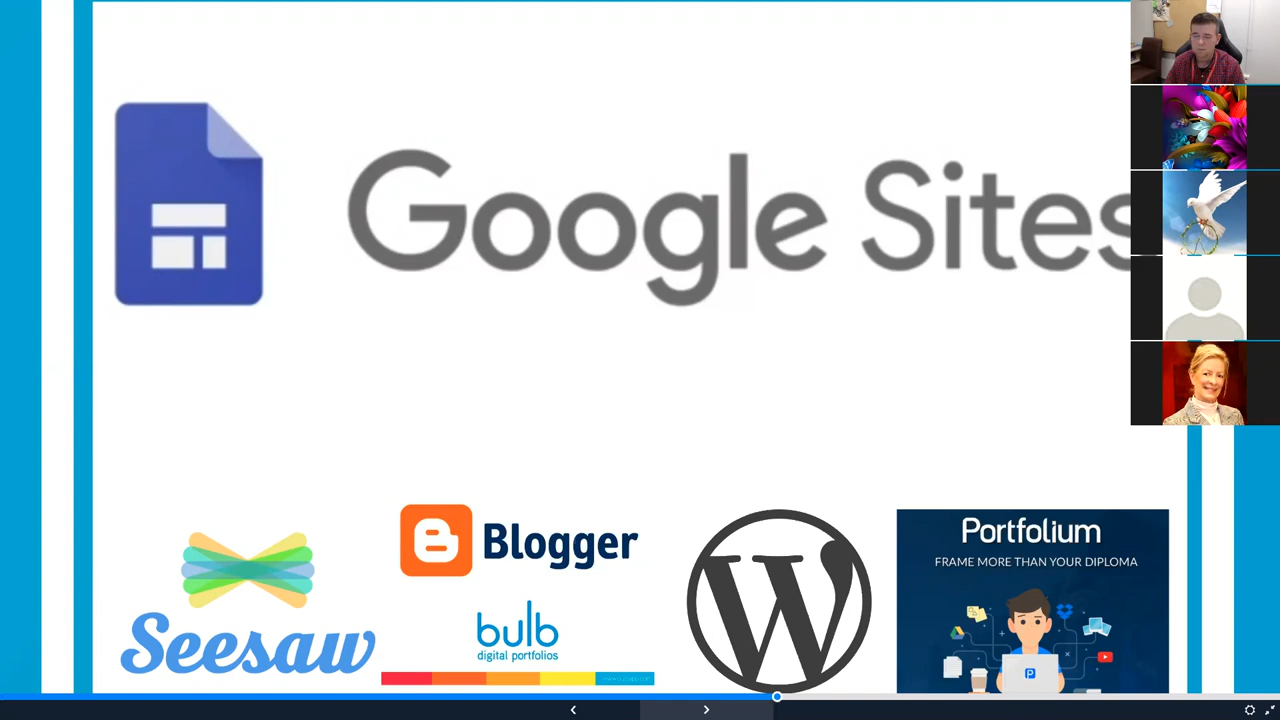 Google Sites
Seesaw
Blogger
bulb
digital portfolios
W
Portfolium
FRAME MORE THAN YOUR DIPLOMA
P